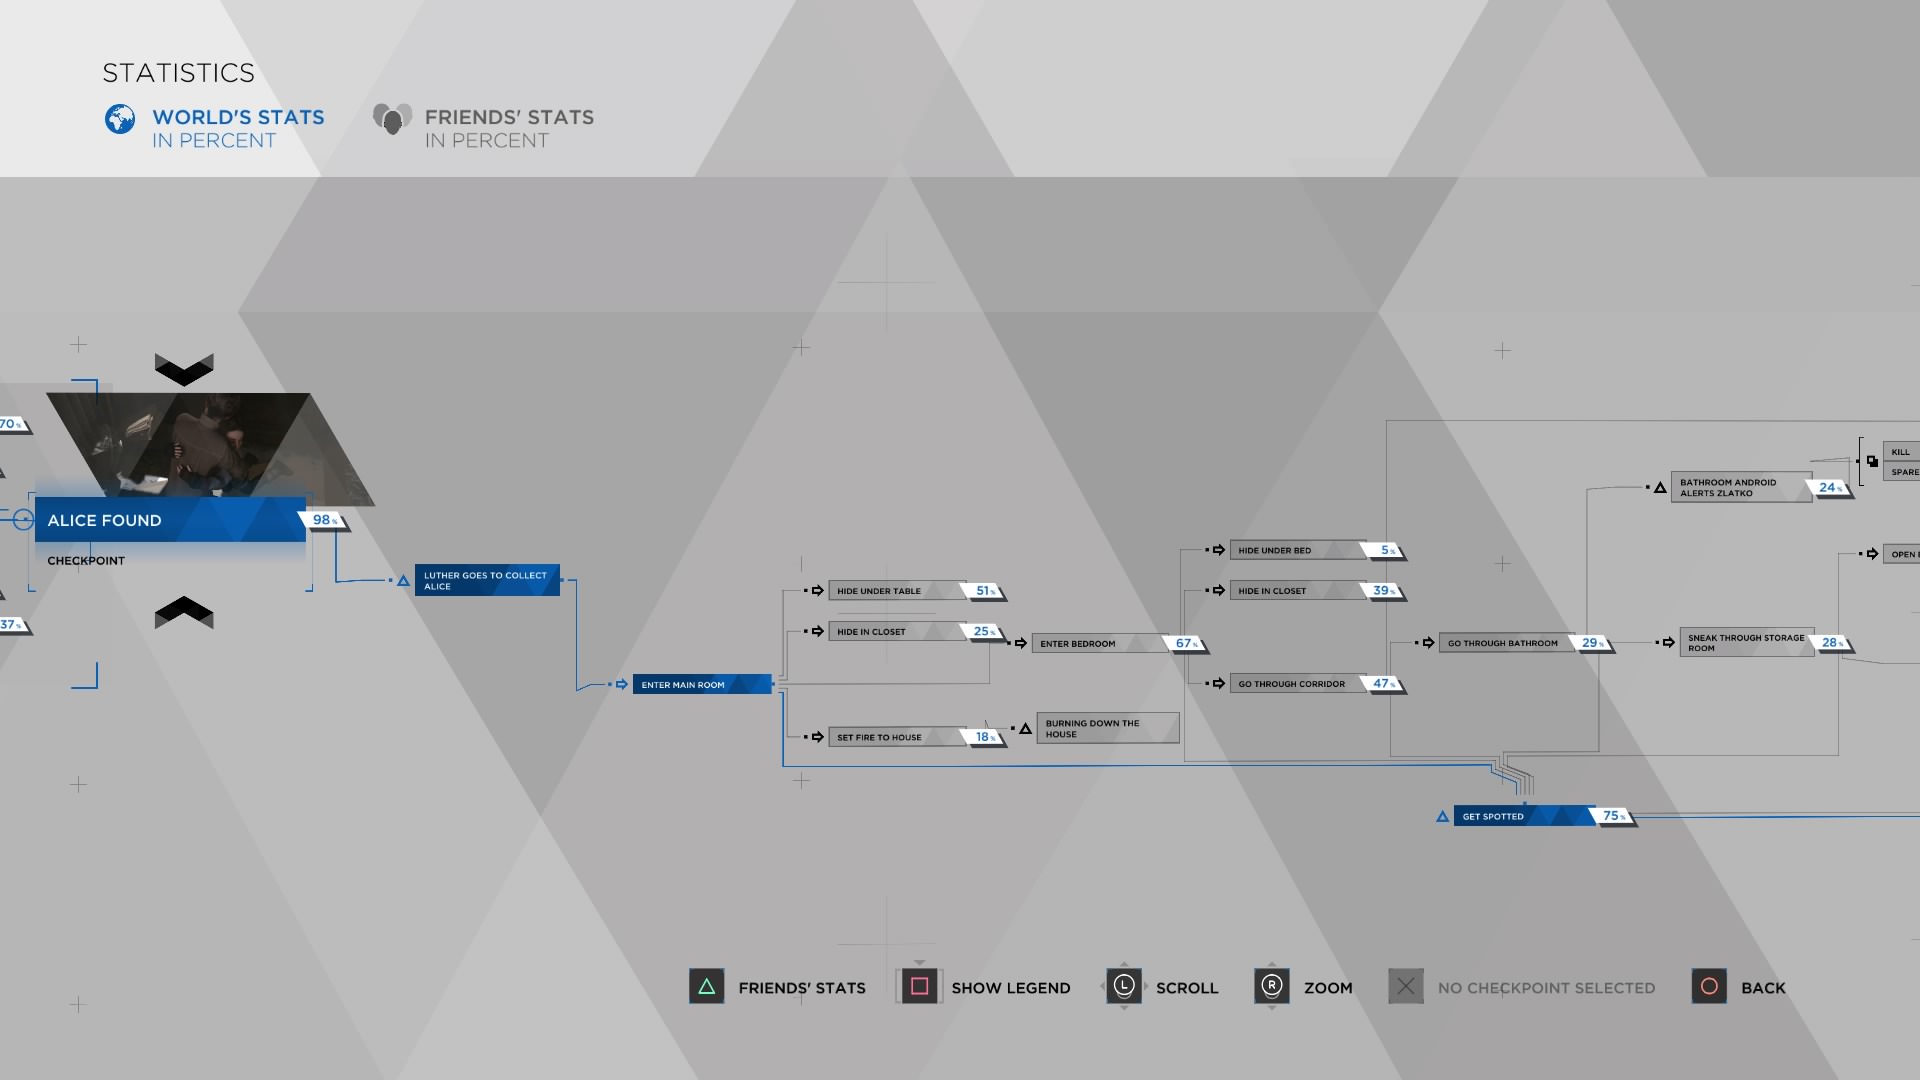 STATISTICS
WORLD'S STATS
IN PERCENT
FRIENDS' STATS
IN PERCENT
70%
ALICE FOUND
98%
CHECKPOINT
37%
LUTHER GOES TO COLLECT
ALICE
ENTER MAIN ROOM
HIDE UNDER TABLE
51%
HIDE IN CLOSET
25%
SET FIRE TO HOUSE
18%
ENTER BEDROOM
67%
BURNING DOWN THE
HOUSE
HIDE UNDER BED
5%
HIDE IN CLOSET
39%
GO THROUGH CORRIDOR
47%
GO THROUGH BATHROOM
29%
GET SPOTTED
75%
BATHROOM ANDROID
ALERTS ZLATKO
24%
SNEAK THROUGH STORAGE
ROOM
28%
KILL
SPARE
OPEN
FRIENDS' STATS
SHOW LEGEND
L
SCROLL
R
ZOOM
NO CHECKPOINT SELECTED
BACK